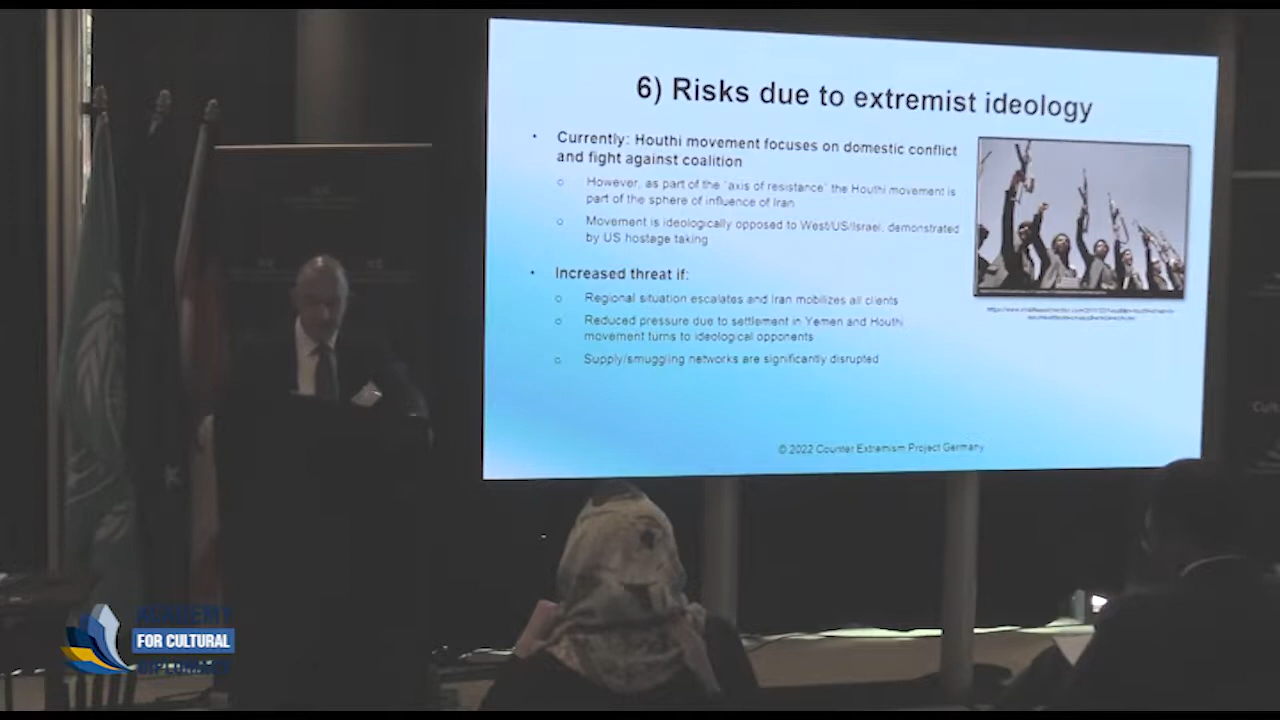 6) Risks due to extremist ideology
• Currently: Houthi movement focuses on domestic conflict
and fight against coalition
o However, as part of the "axis of resistance" the Houthi movement is
part of the sphere of influence of Iran
o Movement is ideologically opposed to West/US/Israel, demonstrated
by US hostage taking
• Increased threat if:
o Regional situation escalates and Iran mobilizes all clients
o Reduced pressure due to settlement in Yemen and Houthi
movement turns to ideological opponents
o Supply/smuggling networks are significantly disrupted
© 2022 Counter Extremism Project Germany
ACADEMY
FOR CULTURAL
DIPLOMACY